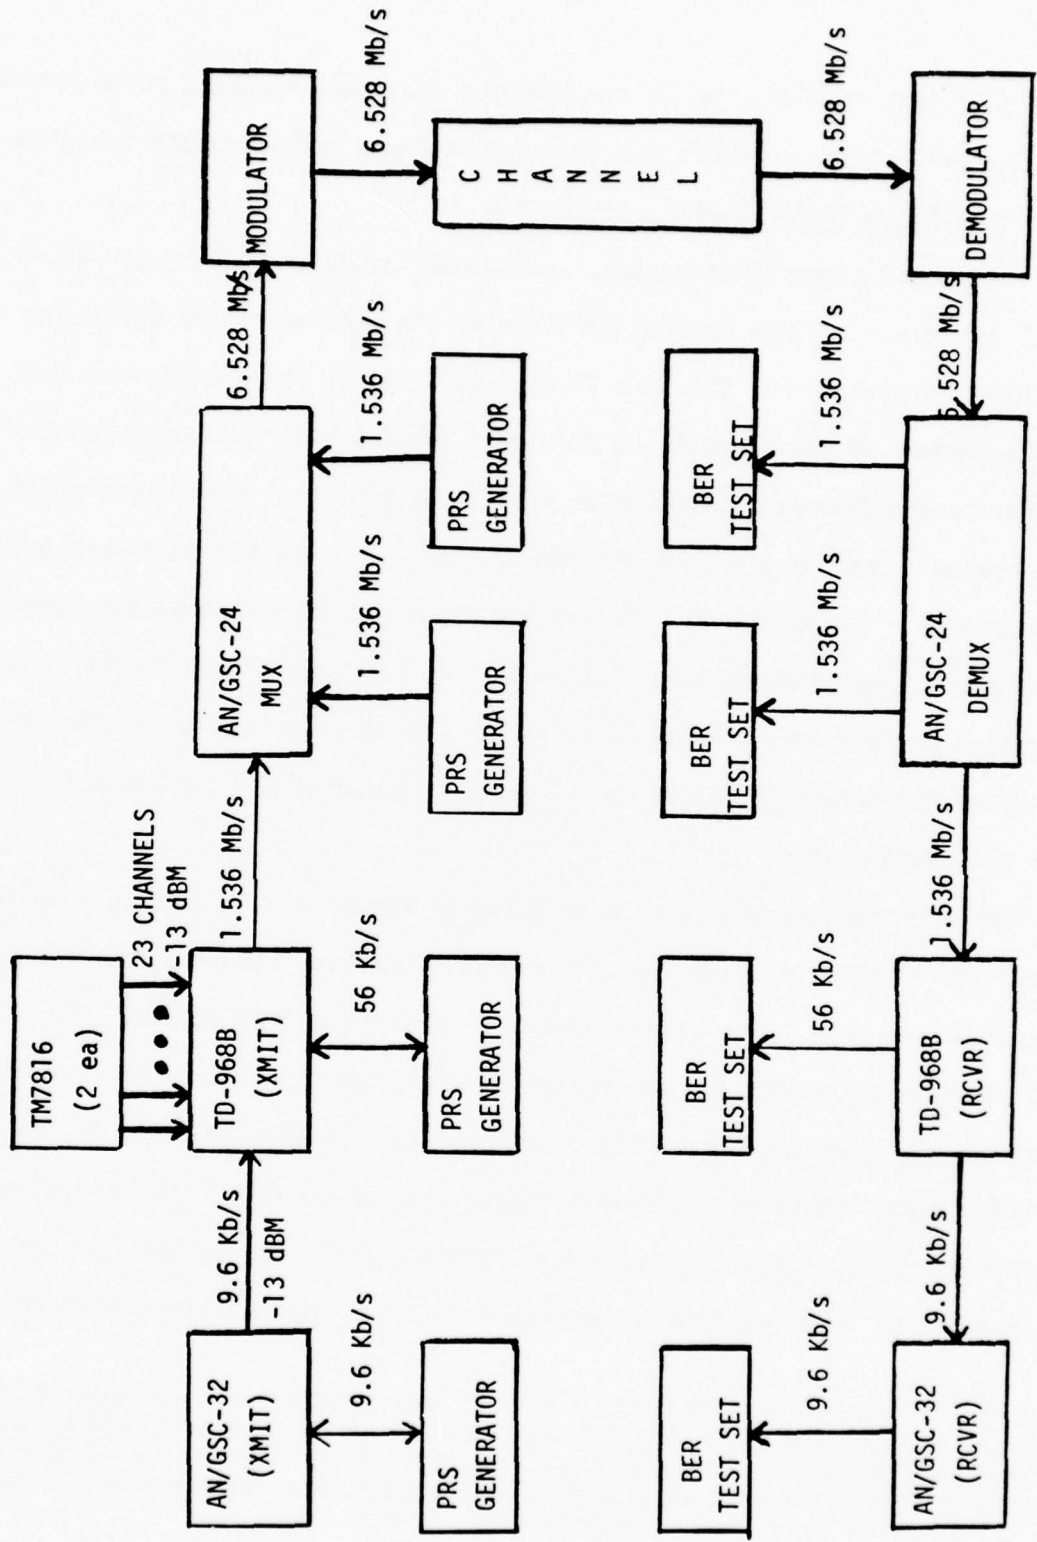 TM7816
(2 ea)
23 CHANNELS
-13 dBM
AN/GSC-32
(XMIT)
9.6 Kb/s
-13 dBM
TD-968B
(XMIT)
1.536 Mb/s
AN/GSC-24
MUX
6.528 Mb/s
MODULATOR
9.6 Kb/s
56 Kb/s
1.536 Mb/s
1.536 Mb/s
6.528 Mb/s
PRS
GENERATOR
PRS
GENERATOR
PRS
GENERATOR
PRS
GENERATOR
CHANNEL
BER
TEST SET
BER
TEST SET
BER
TEST SET
BER
TEST SET
9.6 Kb/s
56 Kb/s
1.536 Mb/s
1.536 Mb/s
6.528 Mb/s
AN/GSC-32
(RCVR)
9.6 Kb/s
TD-968B
(RCVR)
1.536 Mb/s
AN/GSC-24
DEMUX
6.528 Mb/s
DEMODULATOR